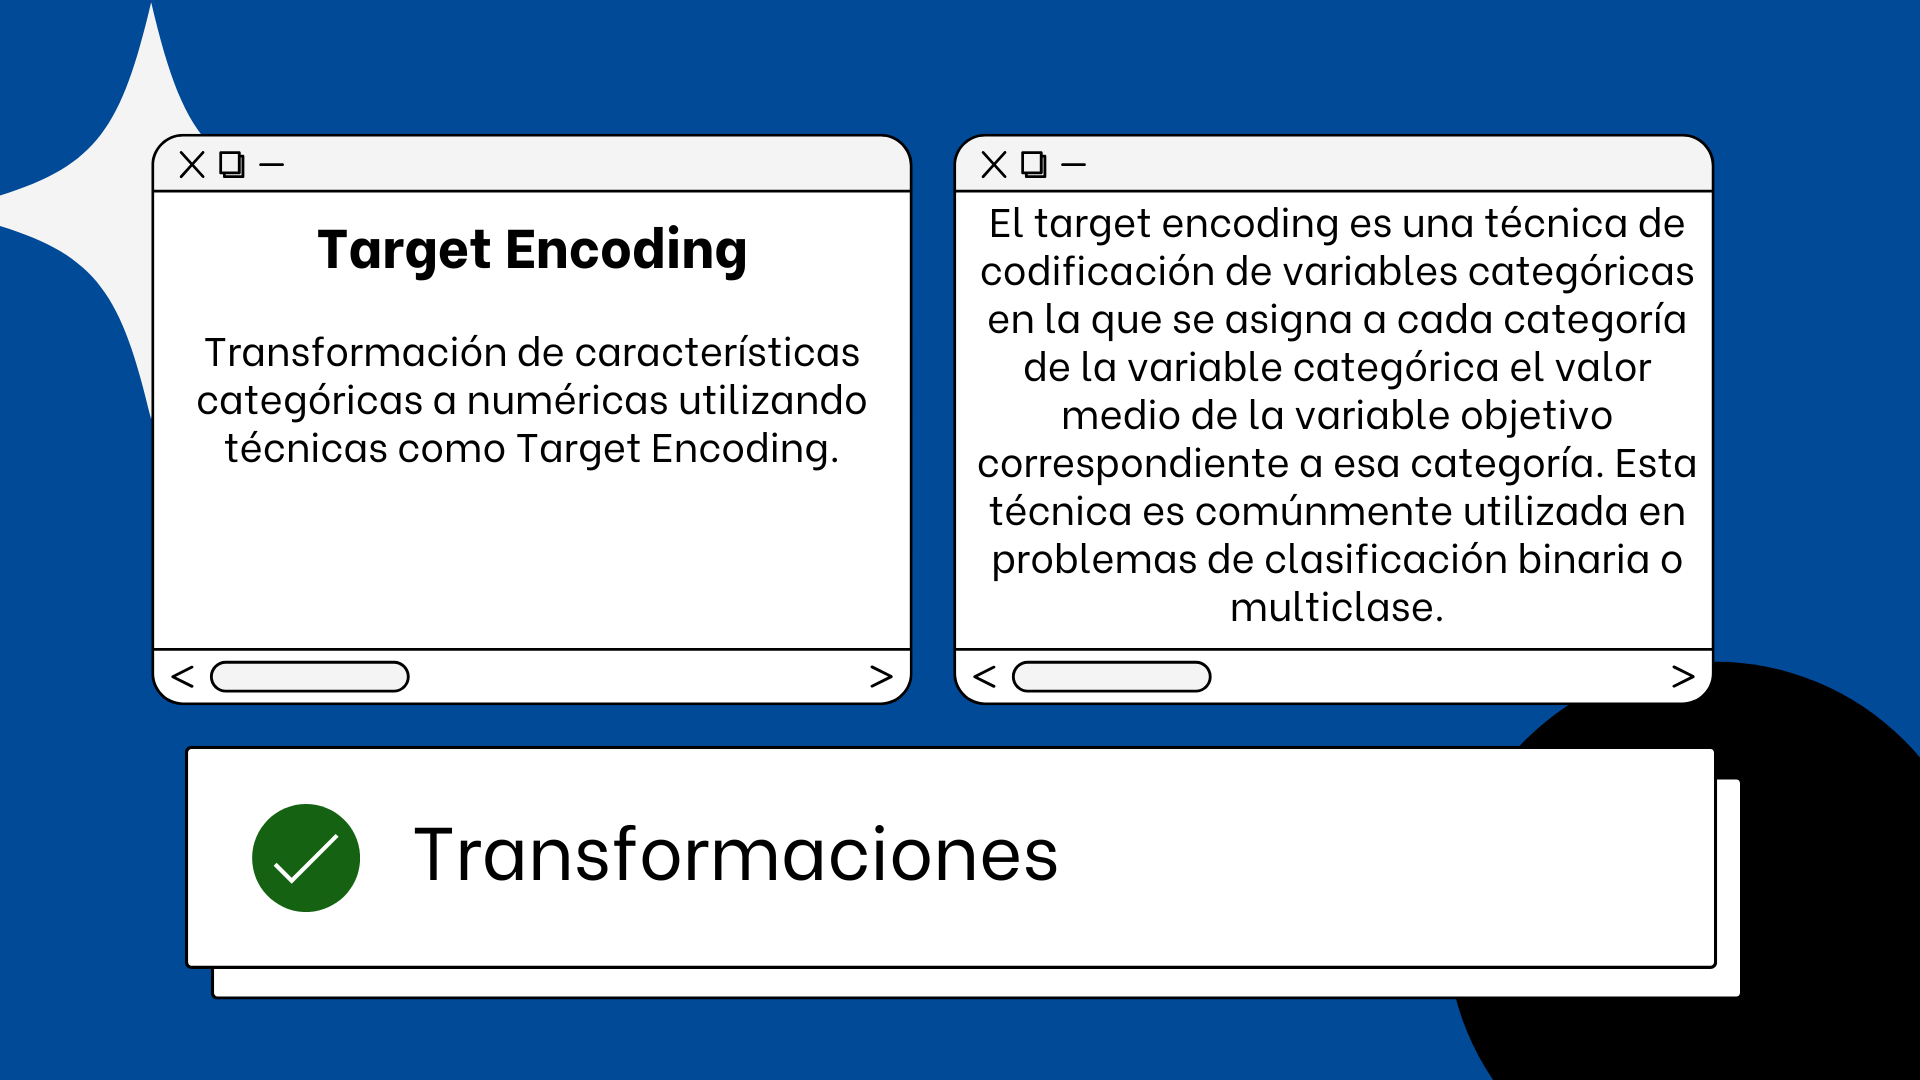 Target Encoding
Transformación de características
categóricas a numéricas utilizando
técnicas como Target Encoding.
El target encoding es una técnica de
codificación de variables categóricas
en la que se asigna a cada categoría
de la variable categórica el valor
medio de la variable objetivo
correspondiente a esa categoría. Esta
técnica es comúnmente utilizada en
problemas de clasificación binaria o
multiclase.
Transformaciones